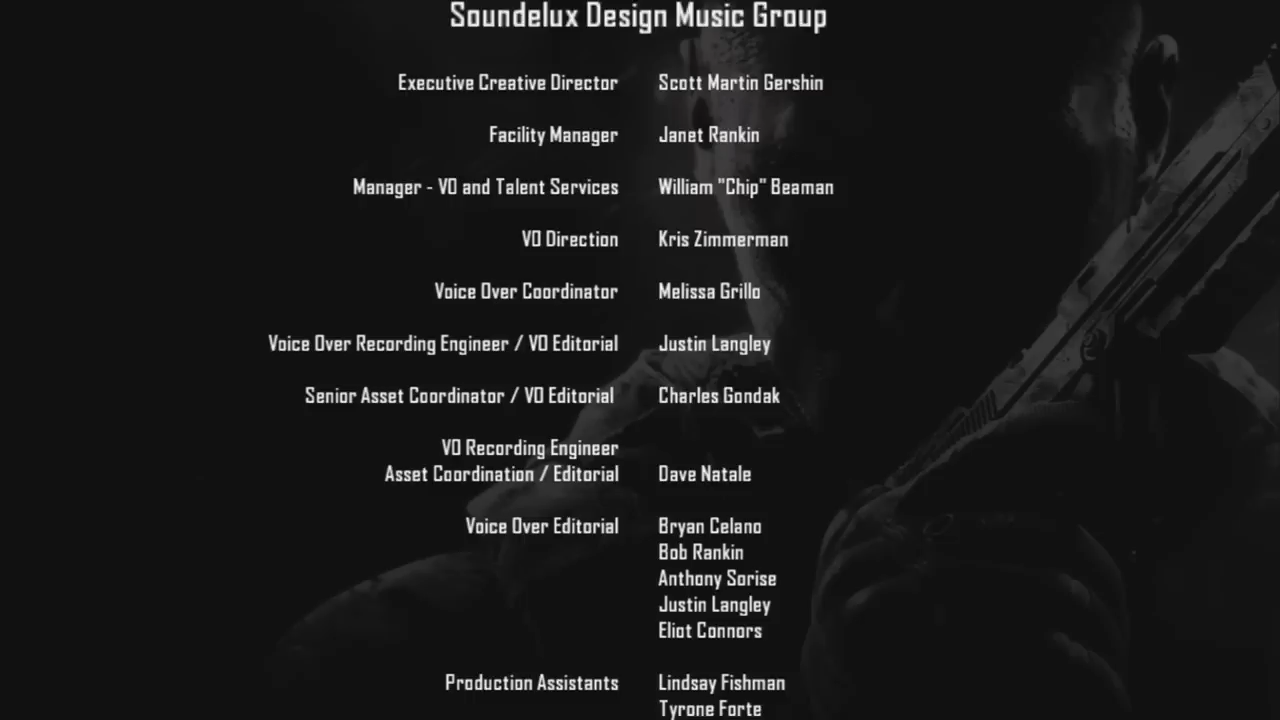 Soundelux Design Music Group
Executive Creative Director Scott Martin Gershin
Facility Manager Janet Rankin
Manager - VO and Talent Services William "Chip" Beaman
VO Direction Kris Zimmerman
Voice Over Coordinator Melissa Grillo
Voice Over Recording Engineer / VO Editorial Justin Langley
Senior Asset Coordinator / VO Editorial Charles Gondak
VO Recording Engineer
Asset Coordination / Editorial Dave Natale
Voice Over Editorial Bryan Celano
Bob Rankin
Anthony Sorise
Justin Langley
Eliot Connors
Production Assistants Lindsay Fishman
Tyrone Forte